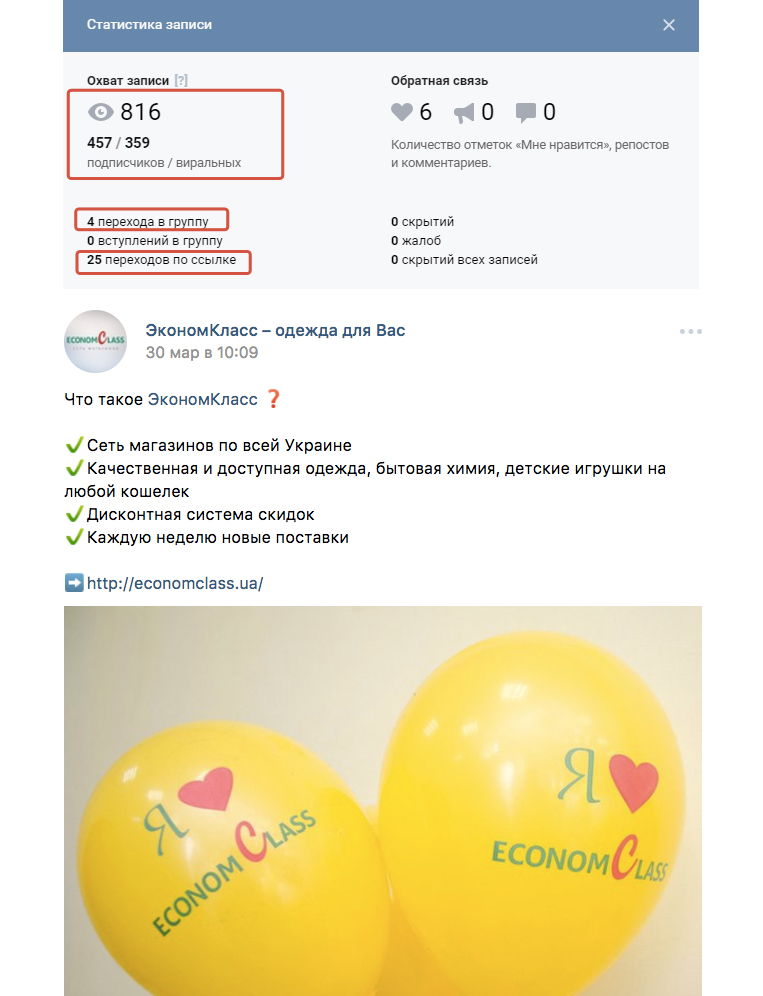 Статистика записи
Охват записи [?]
816
457 / 359
подписчиков / виральных
4 перехода в группу
0 вступлений в группу
25 переходов по ссылке
Обратная связь
6 0 0
Количество отметок «Мне нравится», репостов
и комментариев.
0 скрытий
0 жалоб
0 скрытий всех записей
ECONOMCLASS
ЭкономКласс – одежда для Вас
30 мар в 10:09
Что такое ЭкономКласс ❓
✔Сеть магазинов по всей Украине
✔Качественная и доступная одежда, бытовая химия, детские игрушки на
любой кошелек
✔Дисконтная система скидок
✔Каждую неделю новые поставки
➡http://economclass.ua/
Я
ECONOMCLASS
Я
ECONOMCLASS